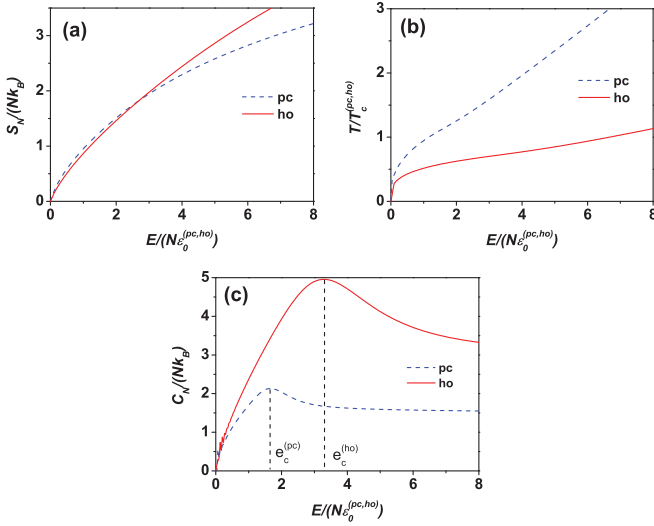 (a)
3
2
1
0
S_N/(Nk_B)
pc
ho
0 2 4 6 8
E/(Nε_0^{(pc,ho)})
(b)
3
2
1
0
T/T_c^{(pc,ho)}
pc
ho
0 2 4 6 8
E/(Nε_0^{(pc,ho)})
(c)
5
4
3
2
1
0
C_N/(Nk_B)
pc
ho
e_c^{(pc)}
e_c^{(ho)}
0 2 4 6 8
E/(Nε_0^{(pc,ho)})